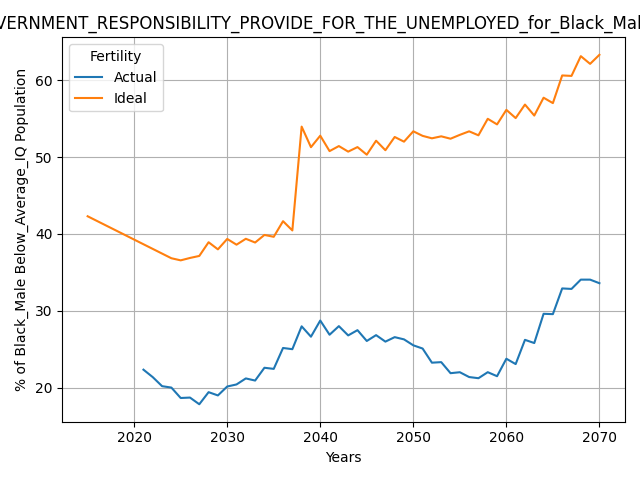 VERNMENT_RESPONSIBILITY_PROVIDE_FOR_THE_UNEMPLOYED_for_Black_Male
Fertility
Actual
Ideal
% of Black_Male Below_Average_IQ Population
60
50
40
30
20
2020 2030 2040 2050 2060 2070
Years